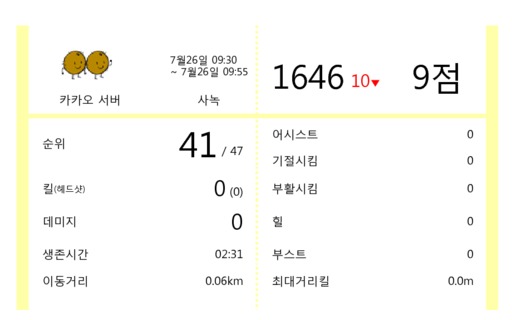 7월26일 09:30
~ 7월26일 09:55
카카오 서버
사녹
1646 10▼ 9점
순위 41 / 47
킬(헤드샷) 0 (0)
데미지 0
생존시간 02:31
이동거리 0.06km
어시스트 0
기절시킴 0
부활시킴 0
힐 0
부스트 0
최대거리킬 0.0m